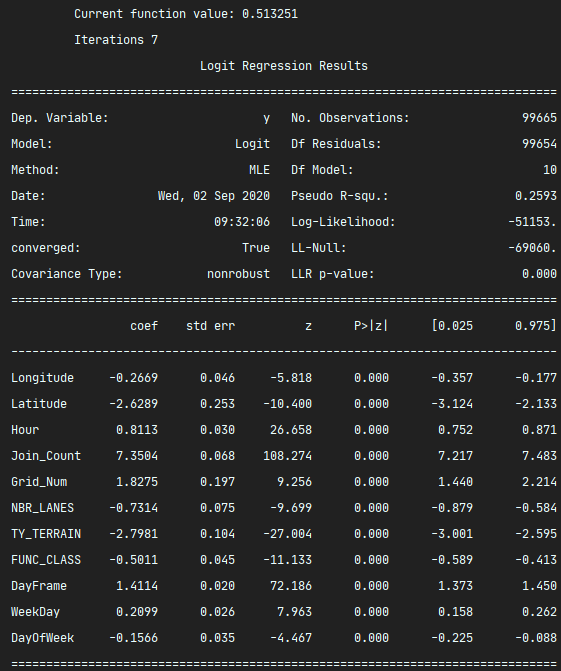 Current function value: 0.513251
Iterations 7
Logit Regression Results
==============================================================================
Dep. Variable: y No. Observations: 99665
Model: Logit Df Residuals: 99654
Method: MLE Df Model: 10
Date: Wed, 02 Sep 2020 Pseudo R-squ.: 0.2593
Time: 09:32:06 Log-Likelihood: -51153.
converged: True LL-Null: -69060.
Covariance Type: nonrobust LLR p-value: 0.000
==============================================================================
coef std err z P>|z| [0.025 0.975]
------------------------------------------------------------------------------
Longitude -0.2669 0.046 -5.818 0.000 -0.357 -0.177
Latitude -2.6289 0.253 -10.400 0.000 -3.124 -2.133
Hour 0.8113 0.030 26.658 0.000 0.752 0.871
Join_Count 7.3504 0.068 108.274 0.000 7.217 7.483
Grid_Num 1.8275 0.197 9.256 0.000 1.440 2.214
NBR_LANES -0.7314 0.075 -9.699 0.000 -0.879 -0.584
TY_TERRAIN -2.7981 0.104 -27.004 0.000 -3.001 -2.595
FUNC_CLASS -0.5011 0.045 -11.133 0.000 -0.589 -0.413
DayFrame 1.4114 0.020 72.186 0.000 1.373 1.450
WeekDay 0.2099 0.026 7.963 0.000 0.158 0.262
DayOfWeek -0.1566 0.035 -4.467 0.000 -0.225 -0.088
==============================================================================